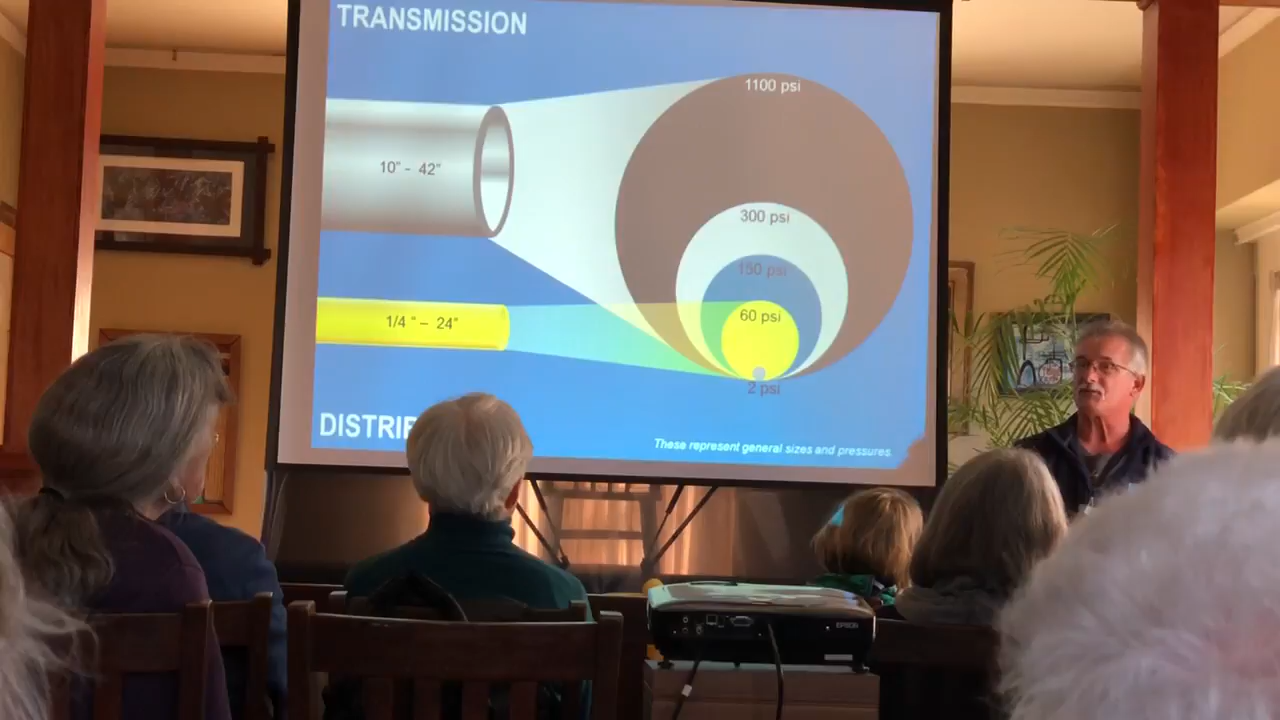 TRANSMISSION
1100 psi
10" - 42"
300 psi
150 psi
60 psi
1/4 " – 24"
2 psi
DISTRIB
These represent general sizes and pressures
EPSON